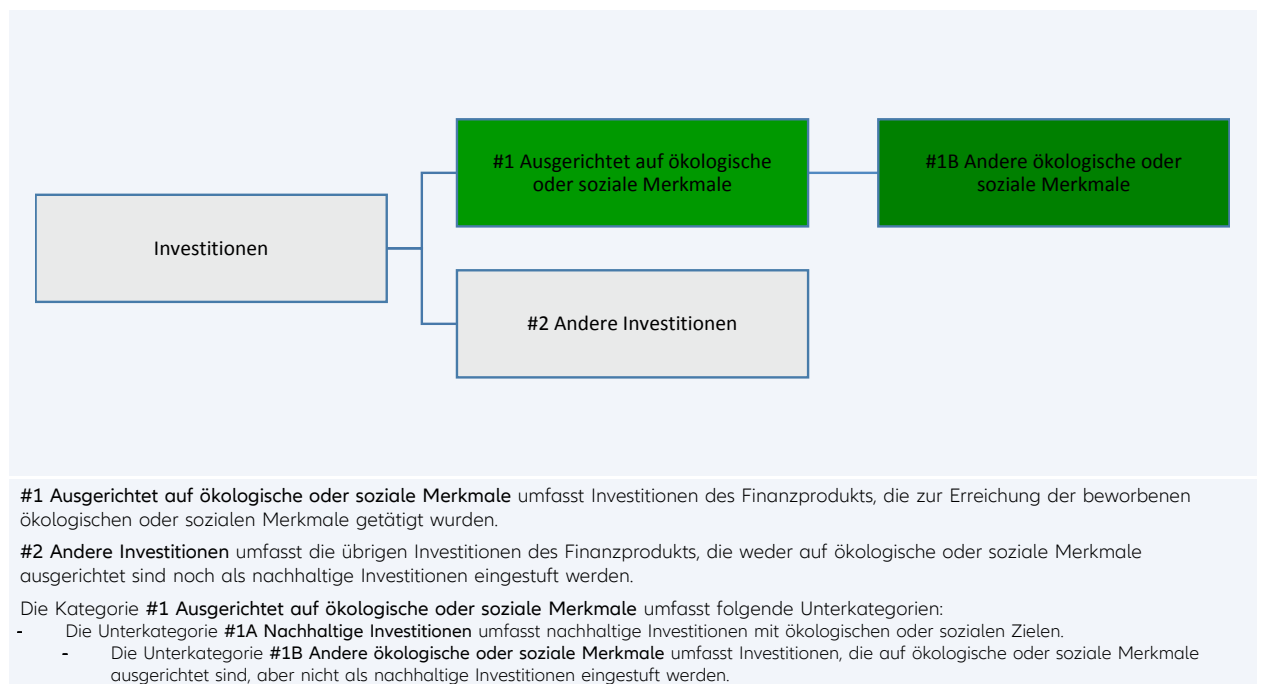 #1 Ausgerichtet auf ökologische
oder soziale Merkmale
#1B Andere ökologische oder
soziale Merkmale
Investitionen
#2 Andere Investitionen
#1 Ausgerichtet auf ökologische oder soziale Merkmale umfasst Investitionen des Finanzprodukts, die zur Erreichung der beworbenen
ökologischen oder sozialen Merkmale getätigt wurden.
#2 Andere Investitionen umfasst die übrigen Investitionen des Finanzprodukts, die weder auf ökologische oder soziale Merkmale
ausgerichtet sind noch als nachhaltige Investitionen eingestuft werden.
Die Kategorie #1 Ausgerichtet auf ökologische oder soziale Merkmale umfasst folgende Unterkategorien:
- Die Unterkategorie #1A Nachhaltige Investitionen umfasst nachhaltige Investitionen mit ökologischen oder sozialen Zielen.
- Die Unterkategorie #1B Andere ökologische oder soziale Merkmale umfasst Investitionen, die auf ökologische oder soziale Merkmale
ausgerichtet sind, aber nicht als nachhaltige Investitionen eingestuft werden.